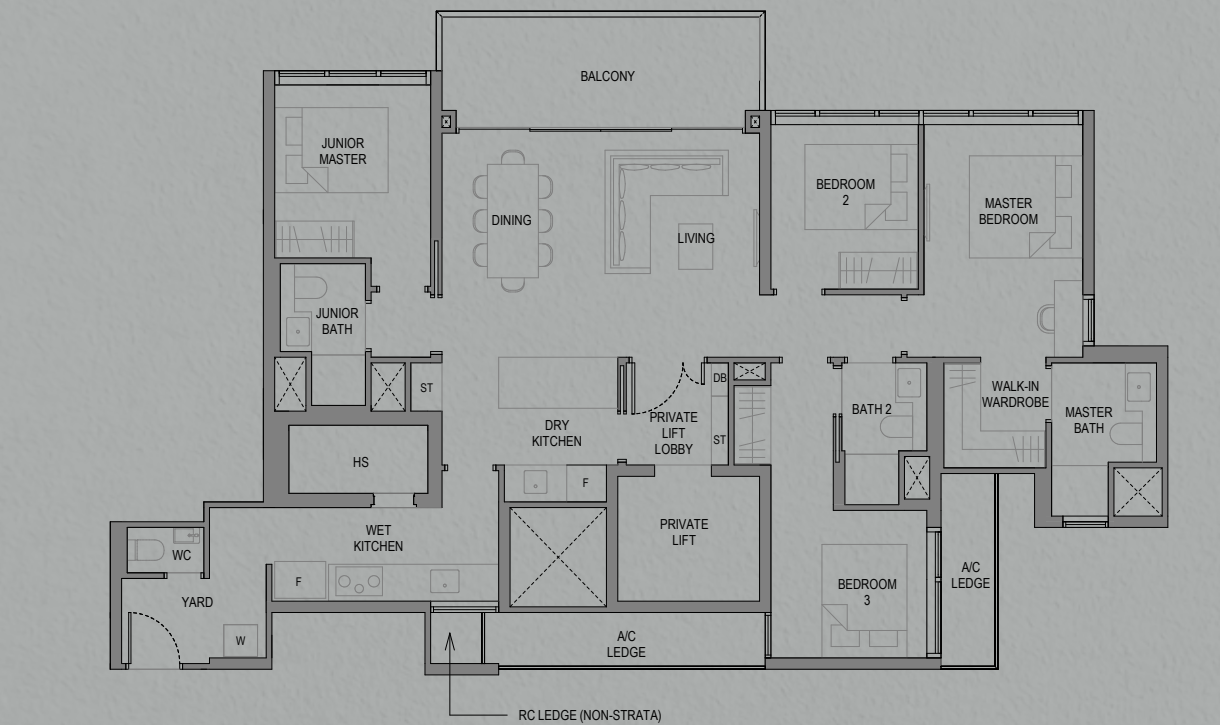 BALCONY
JUNIOR
MASTER
BEDROOM
2
MASTER
BEDROOM
DINING
LIVING
JUNIOR
BATH
ST
DB
WALK-IN
WARDROBE
BATH 2
MASTER
BATH
DRY
KITCHEN
PRIVATE
LIFT
LOBBY
ST
HS
F
WET
KITCHEN
PRIVATE
LIFT
WC
F
A/C
LEDGE
BEDROOM
3
YARD
W
A/C
LEDGE
RC LEDGE (NON-STRATA)